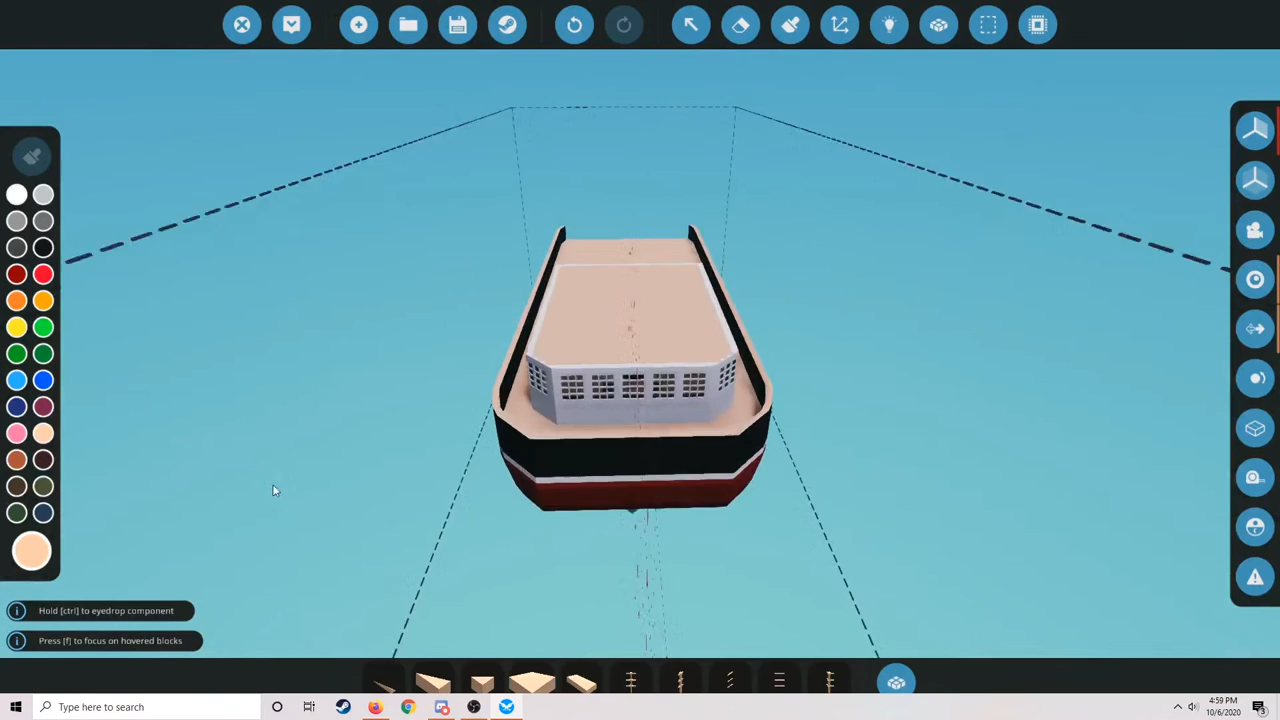 Hold [ctrl] to eyedrop component
Press [f] to focus on hovered blocks
Type here to search
4:59 PM
10/6/2020
3